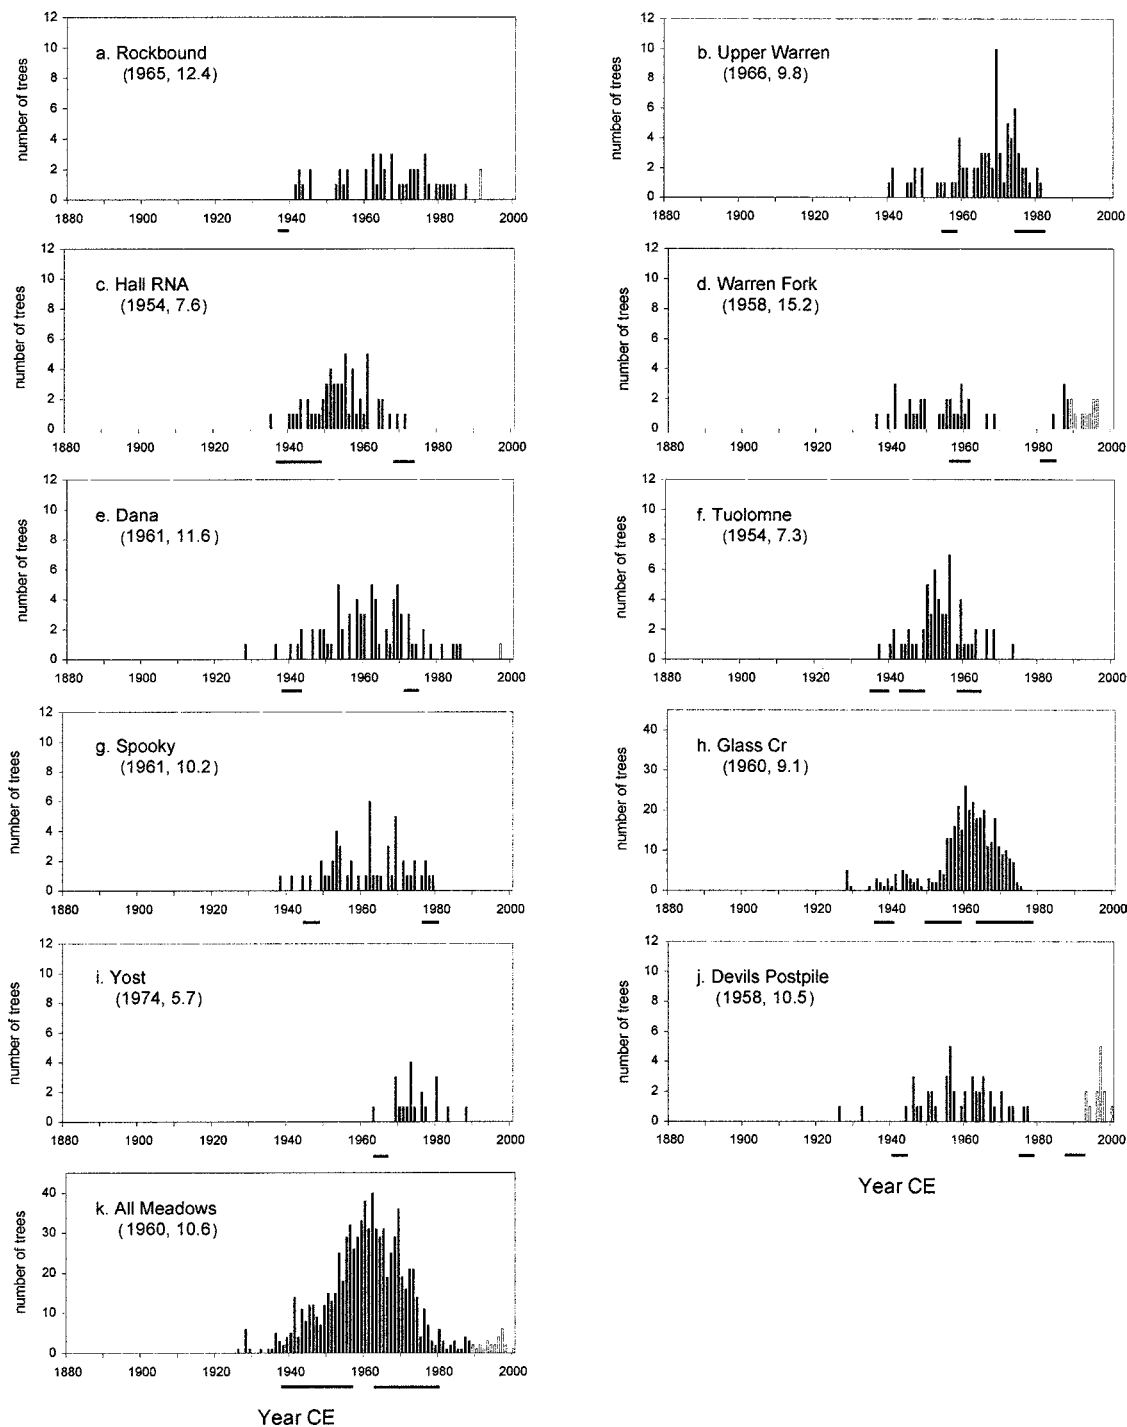 number of trees
12
10
8
6
4
2
0
a. Rockbound
(1965, 12.4)
1880 1900 1920 1940 1960 1980 2000
number of trees
12
10
8
6
4
2
0
b. Upper Warren
(1966, 9.8)
1880 1900 1920 1940 1960 1980 2000
number of trees
12
10
8
6
4
2
0
c. Hall RNA
(1954, 7.6)
1880 1900 1920 1940 1960 1980 2000
number of trees
12
10
8
6
4
2
0
d. Warren Fork
(1958, 15.2)
1880 1900 1920 1940 1960 1980 2000
number of trees
12
10
8
6
4
2
0
e. Dana
(1961, 11.6)
1880 1900 1920 1940 1960 1980 2000
number of trees
12
10
8
6
4
2
0
f. Tuolomne
(1954, 7.3)
1880 1900 1920 1940 1960 1980 2000
number of trees
12
10
8
6
4
2
0
g. Spooky
(1961, 10.2)
1880 1900 1920 1940 1960 1980 2000
number of trees
40
30
20
10
0
h. Glass Cr
(1960, 9.1)
1880 1900 1920 1940 1960 1980 2000
number of trees
12
10
8
6
4
2
0
i. Yost
(1974, 5.7)
1880 1900 1920 1940 1960 1980 2000
number of trees
12
10
8
6
4
2
0
j. Devils Postpile
(1958, 10.5)
1880 1900 1920 1940 1960 1980 2000
Year CE
number of trees
40
30
20
10
0
k. All Meadows
(1960, 10.6)
1880 1900 1920 1940 1960 1980 2000
Year CE